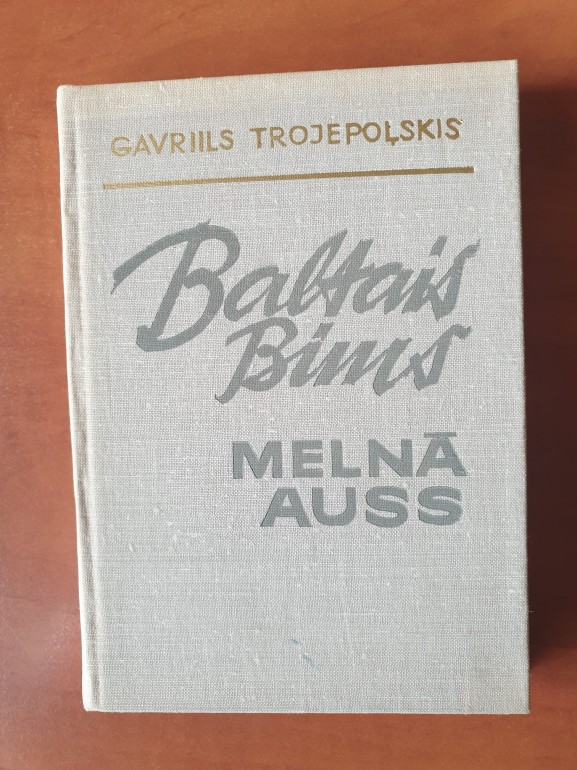 GAVRIILS TROJEPOĻSKIS
Baltais
Bims
MELNĀ
AUSS